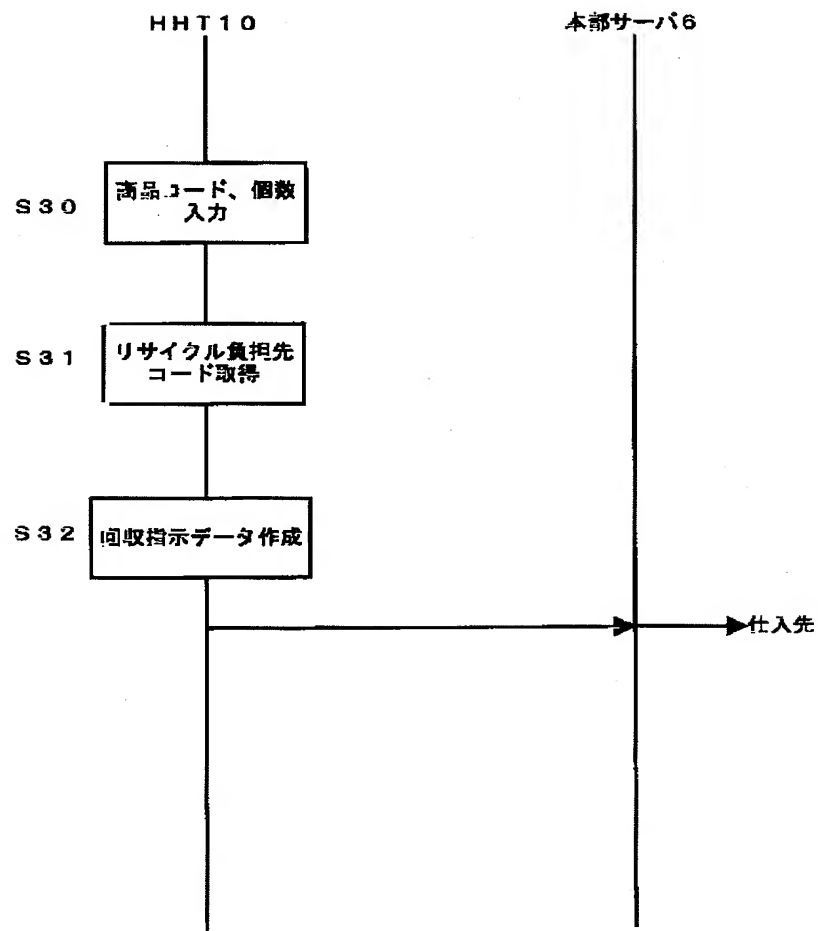 HHT10
本部サーバ6
S30
商品コード、個数
入力
S31
リサイクル負担先
コード取得
S32
回収指示データ作成
仕入先